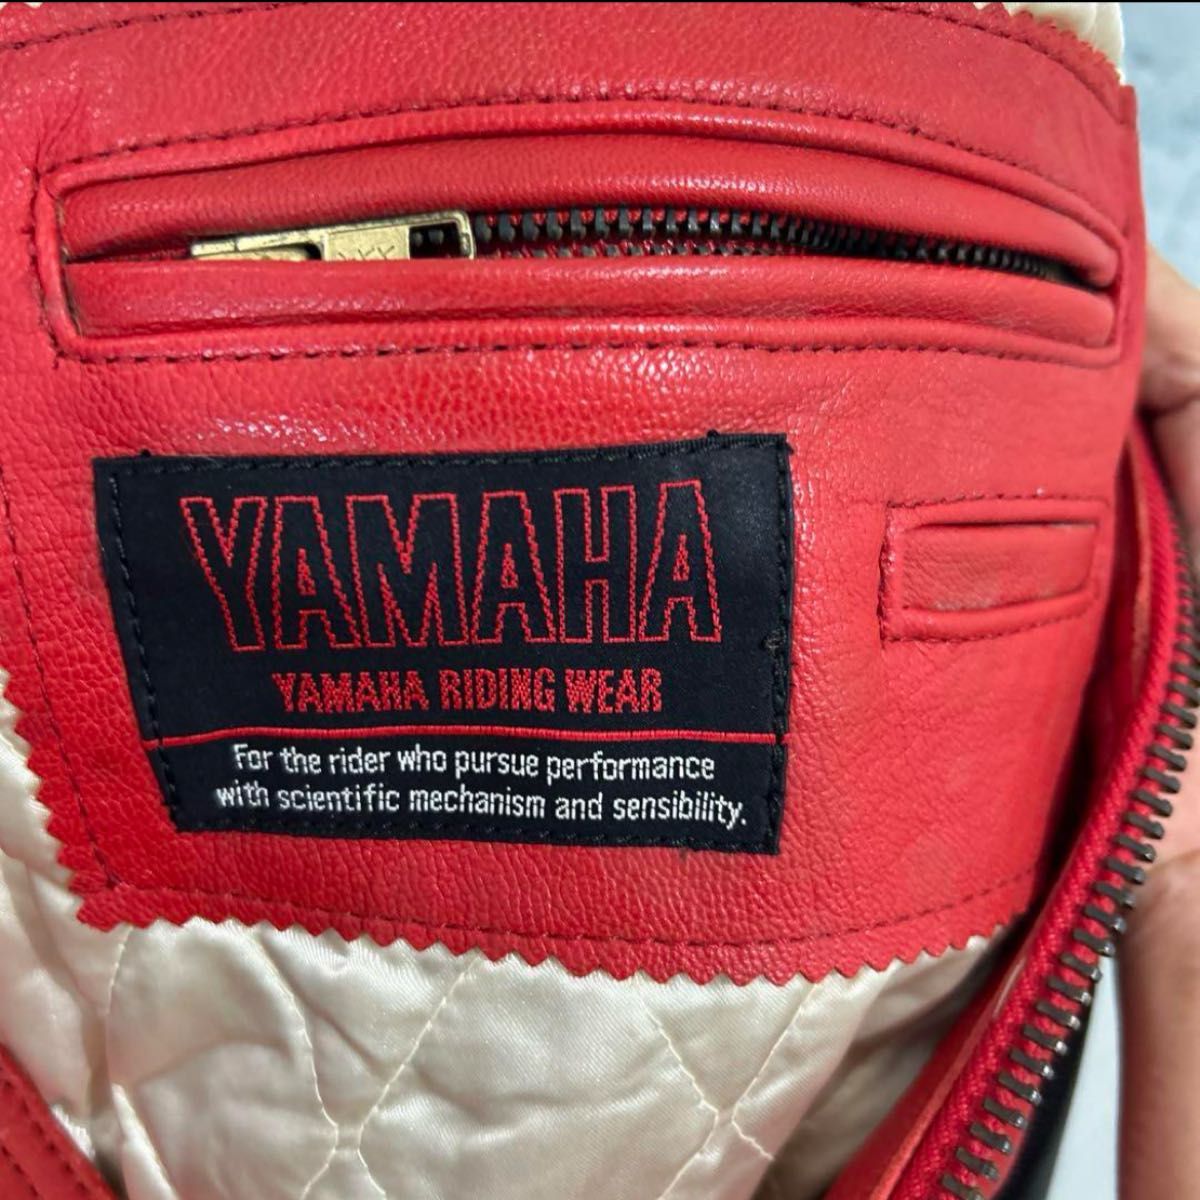 YAMAHA
YAMAHA RIDING WEAR
For the rider who pursue performance
with scientific mechanism and sensibility.